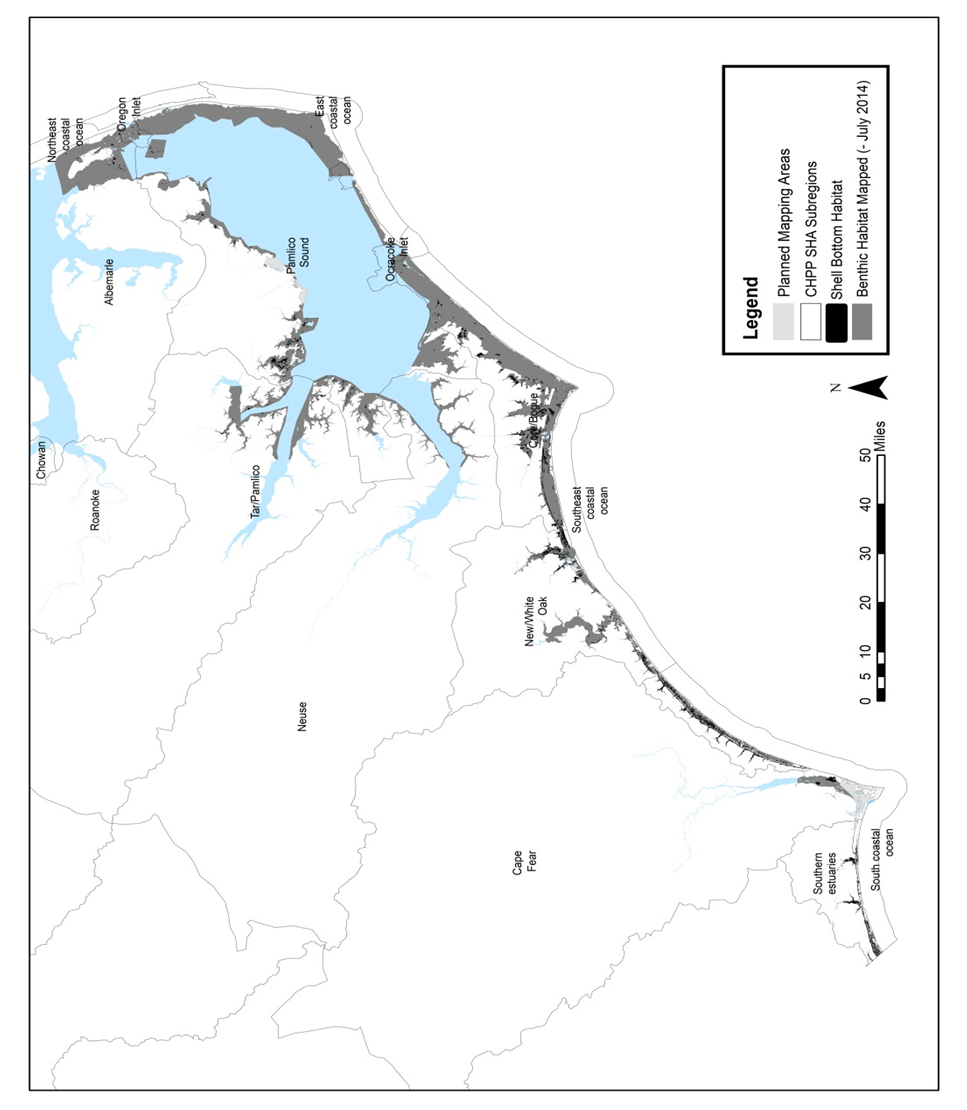 Northeast
coastal
ocean
Oregon
Inlet
East
coastal
ocean
Albemarle
Pamlico
Sound
Ocracoke
Inlet
Chowan
Roanoke
Tar/Pamlico
Core/Bogue
Southeast
coastal
ocean
New/White
Oak
Neuse
Cape
Fear
Southern
estuaries
South coastal
ocean
Legend
Planned Mapping Areas
CHPP SHA Subregions
Shell Bottom Habitat
Benthic Habitat Mapped (- July 2014)
N
0 5 10 20 30 40 50
Miles